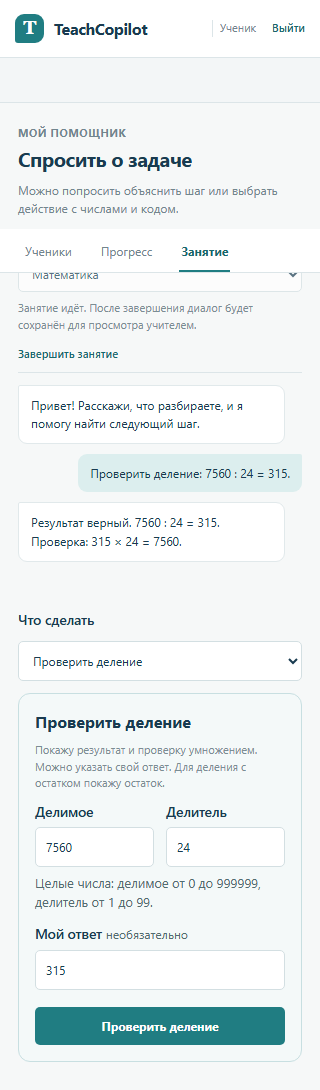 T TeachCopilot
Ученик Выйти
МОЙ ПОМОЩНИК
Спросить о задаче
Можно попросить объяснить шаг или выбрать
действие с числами и кодом.
Ученики Прогресс Занятие
Математика
Занятие идёт. После завершения диалог будет
сохранён для просмотра учителем.
Завершить занятие
Привет! Расскажи, что разбираете, и я
помогу найти следующий шаг.
Проверить деление: 7560 : 24 = 315.
Результат верный. 7560 : 24 = 315.
Проверка: 315 × 24 = 7560.
Что сделать
Проверить деление
Проверить деление
Покажу результат и проверку умножением.
Можно указать свой ответ. Для деления с
остатком покажу остаток.
Делимое Делитель
7560 24
Целые числа: делимое от 0 до 999999,
делитель от 1 до 99.
Мой ответ необязательно
315
Проверить деление